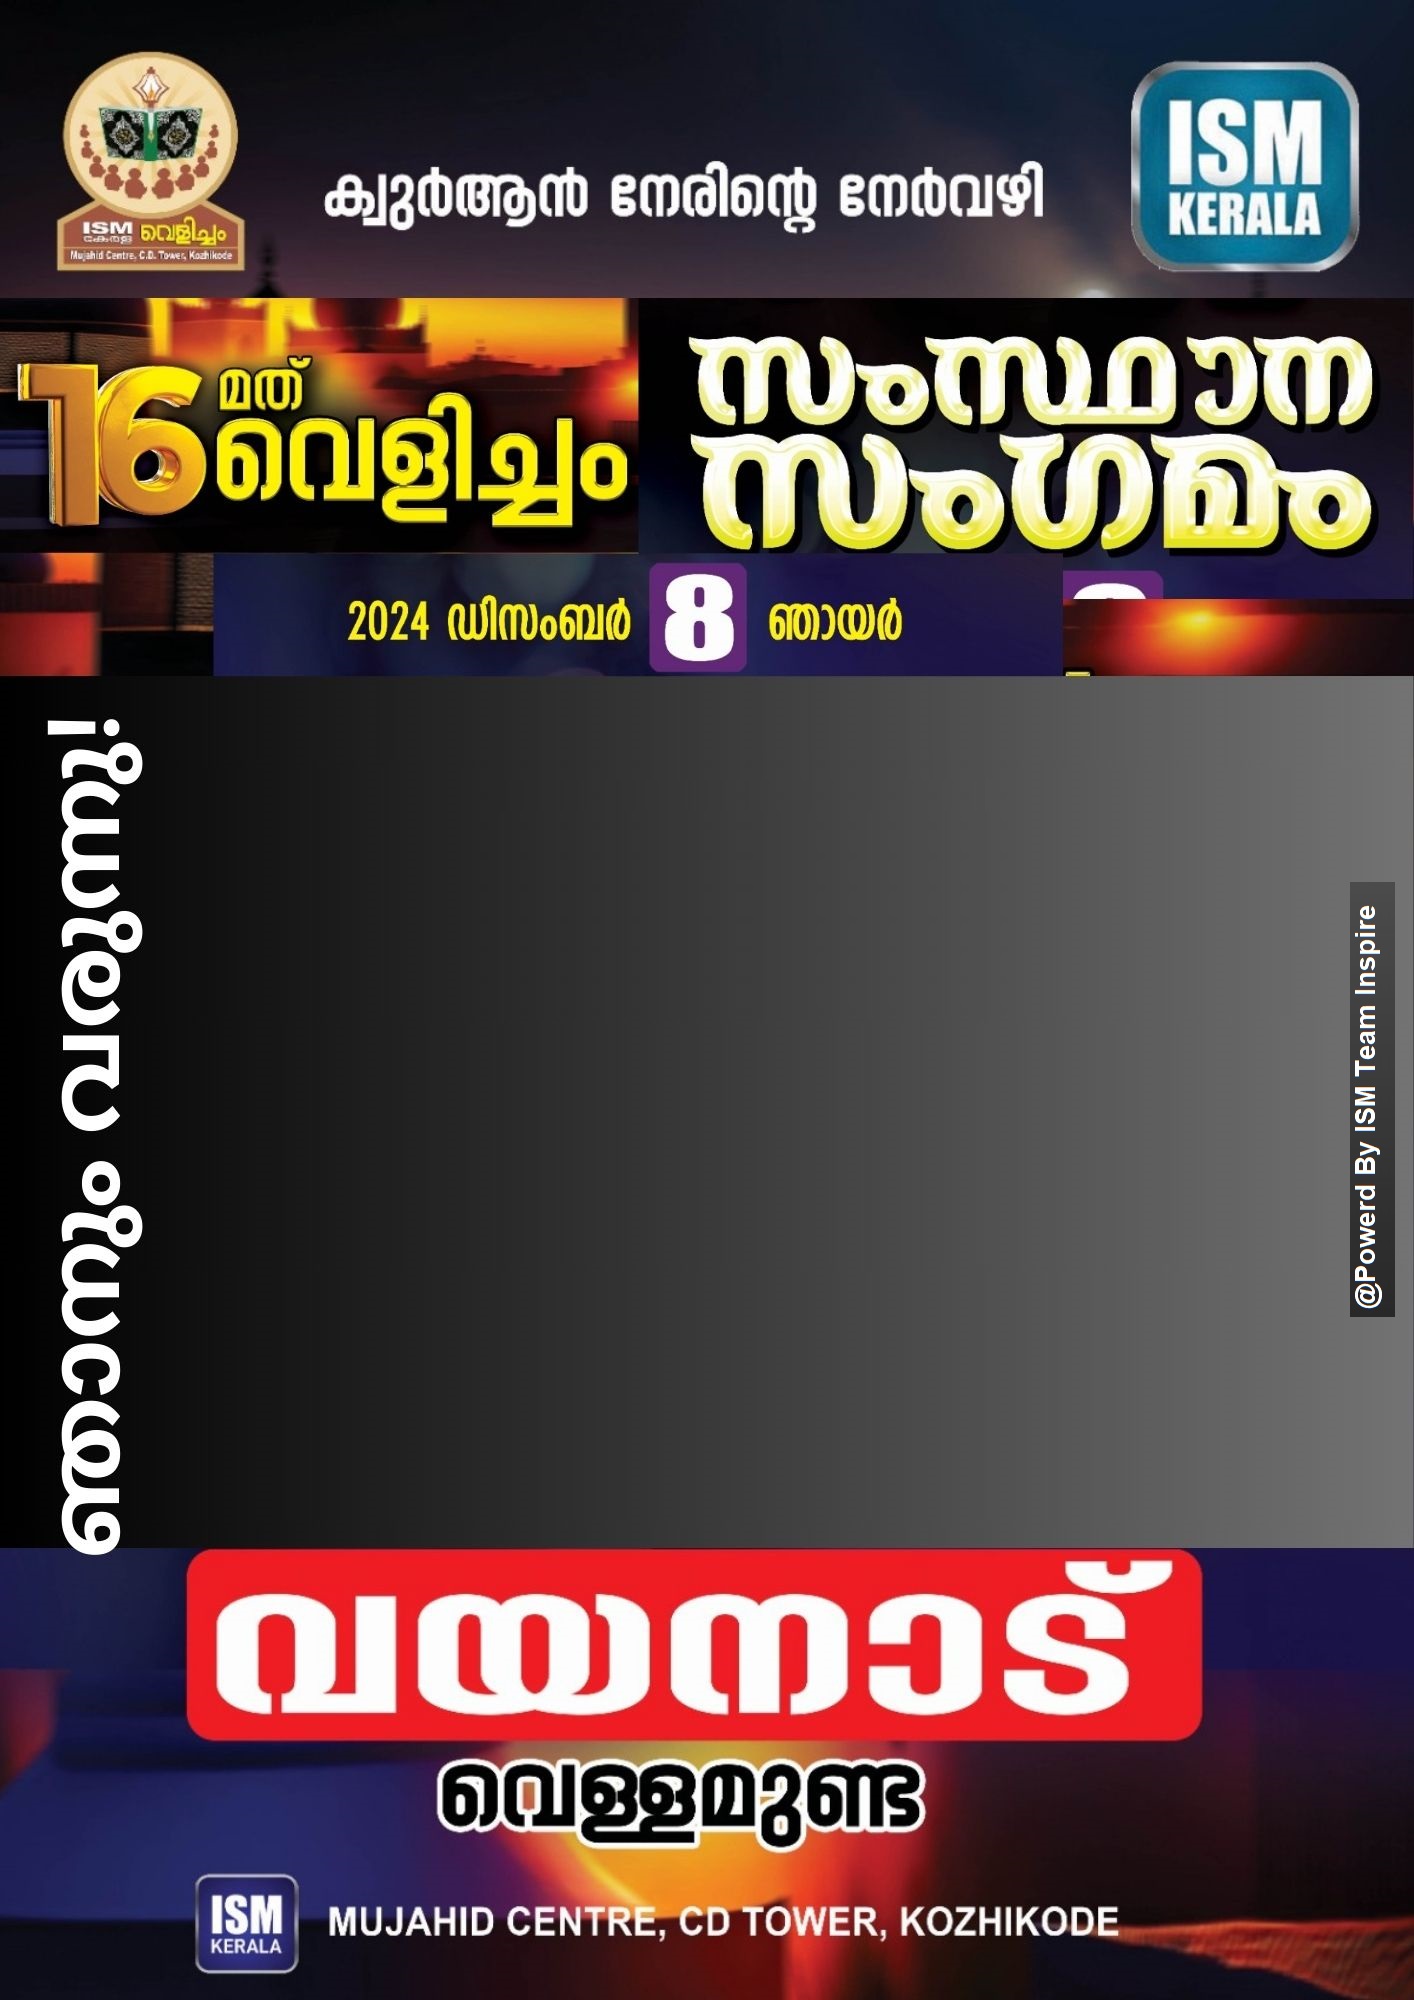 ISM
കേരള വെളിച്ചം
Mujahid Centre, C.D. Tower, Kozhikode
ക്വുർആൻ നേരിന്റെ നേർവഴി
ISM
KERALA
16 മത്
വെളിച്ചം
സംസ്ഥാന
സംഗമം
2024 ഡിസംബർ 8 ഞായർ
ഞാനും വരുന്നു!
@Powerd By ISM Team Inspire
വയനാട്
വെള്ളമുണ്ട
ISM
KERALA
MUJAHID CENTRE, CD TOWER, KOZHIKODE